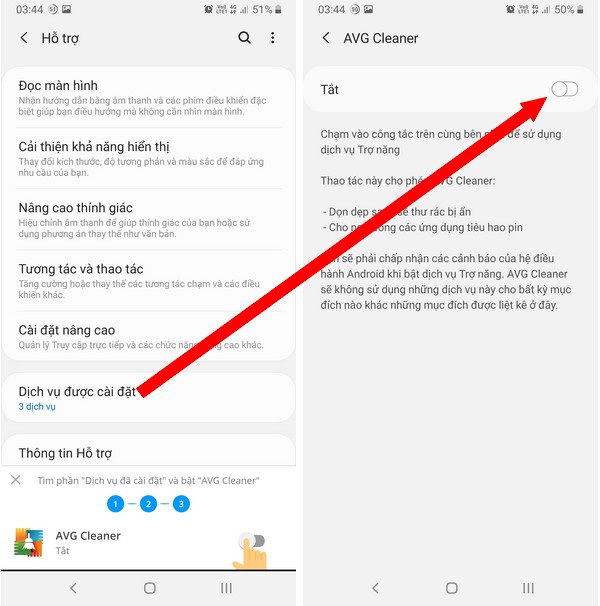 03:44 51%
Hỗ trợ
Đọc màn hình
Nhận hướng dẫn bằng âm thanh và các phím điều khiển đặc
biệt giúp bạn điều hướng mà không cần nhìn màn hình.
Cải thiện khả năng hiển thị
Thay đổi kích thước, độ tương phản và màu sắc để đáp ứng
nhu cầu của bạn.
Nâng cao thính giác
Hiệu chỉnh âm thanh để giúp thính giác của bạn hoặc sử
dụng phương án thay thế như văn bản.
Tương tác và thao tác
Tăng cường hoặc thay thế các tương tác chạm và các điều
khiển khác.
Cài đặt nâng cao
Quản lý Truy cập trực tiếp và các chức cao khác.
Dịch vụ được cài đặt
3 dịch vụ
Thông tin Hỗ trợ
Tìm phần "Dịch vụ đã cài đặt" và bật "AVG Cleaner"
1 2 3
AVG Cleaner
Tắt
03:44 50%
AVG Cleaner
Tắt
Chạm vào công tắc trên cùng bên để sử dụng
dịch vụ Trợ năng
Thao tác này cho AVG Cleaner:
- Dọn dẹp thư rác bị ẩn
- Cho các ứng dụng tiêu hao pin
sẽ phải chấp nhận các cảnh báo của hệ điều
hành Android khi bật dịch vụ Trợ năng. AVG Cleaner
sẽ không sử dụng những dịch vụ này cho bất kỳ mục
đích nào khác những mục đích được liệt kê ở đây.